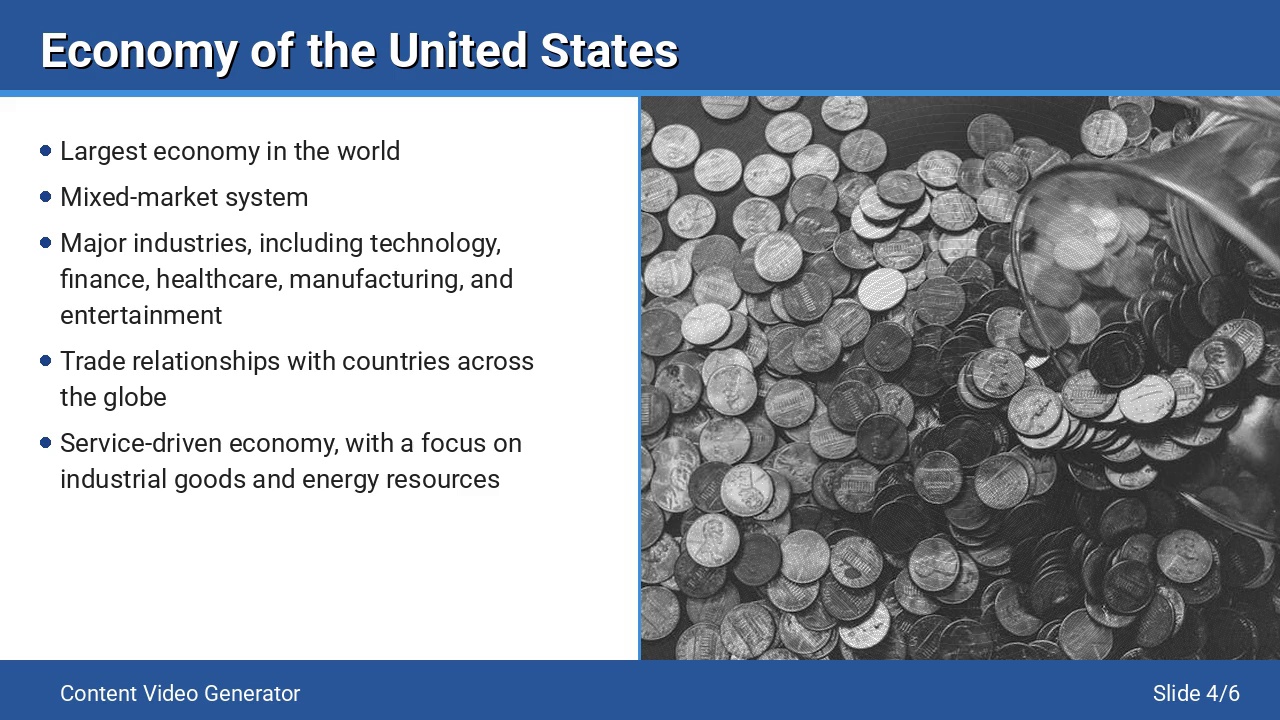 Economy of the United States
Largest economy in the world
Mixed-market system
Major industries, including technology,
finance, healthcare, manufacturing, and
entertainment
Trade relationships with countries across
the globe
Service-driven economy, with a focus on
industrial goods and energy resources
Content Video Generator
Slide 4/6